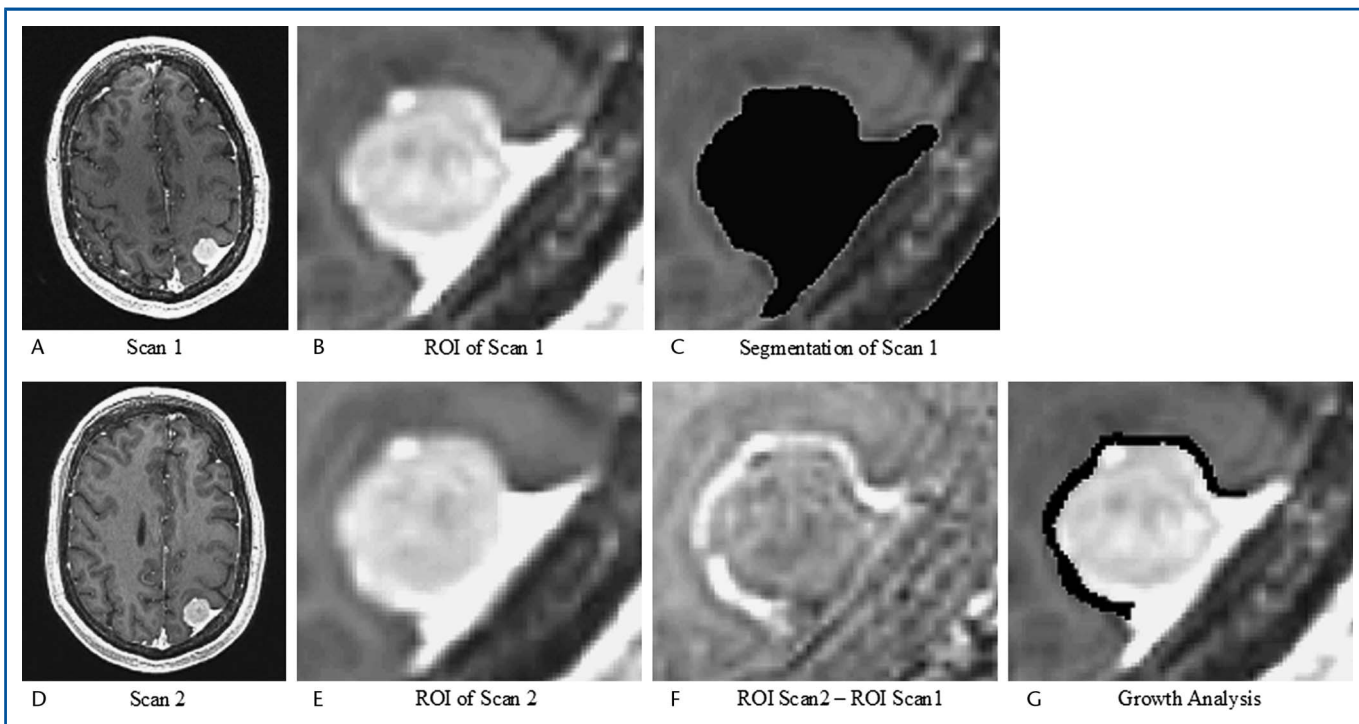 A Scan 1 B ROI of Scan 1 C Segmentation of Scan 1
D Scan 2 E ROI of Scan 2 F ROI Scan2 – ROI Scan1 G Growth Analysis